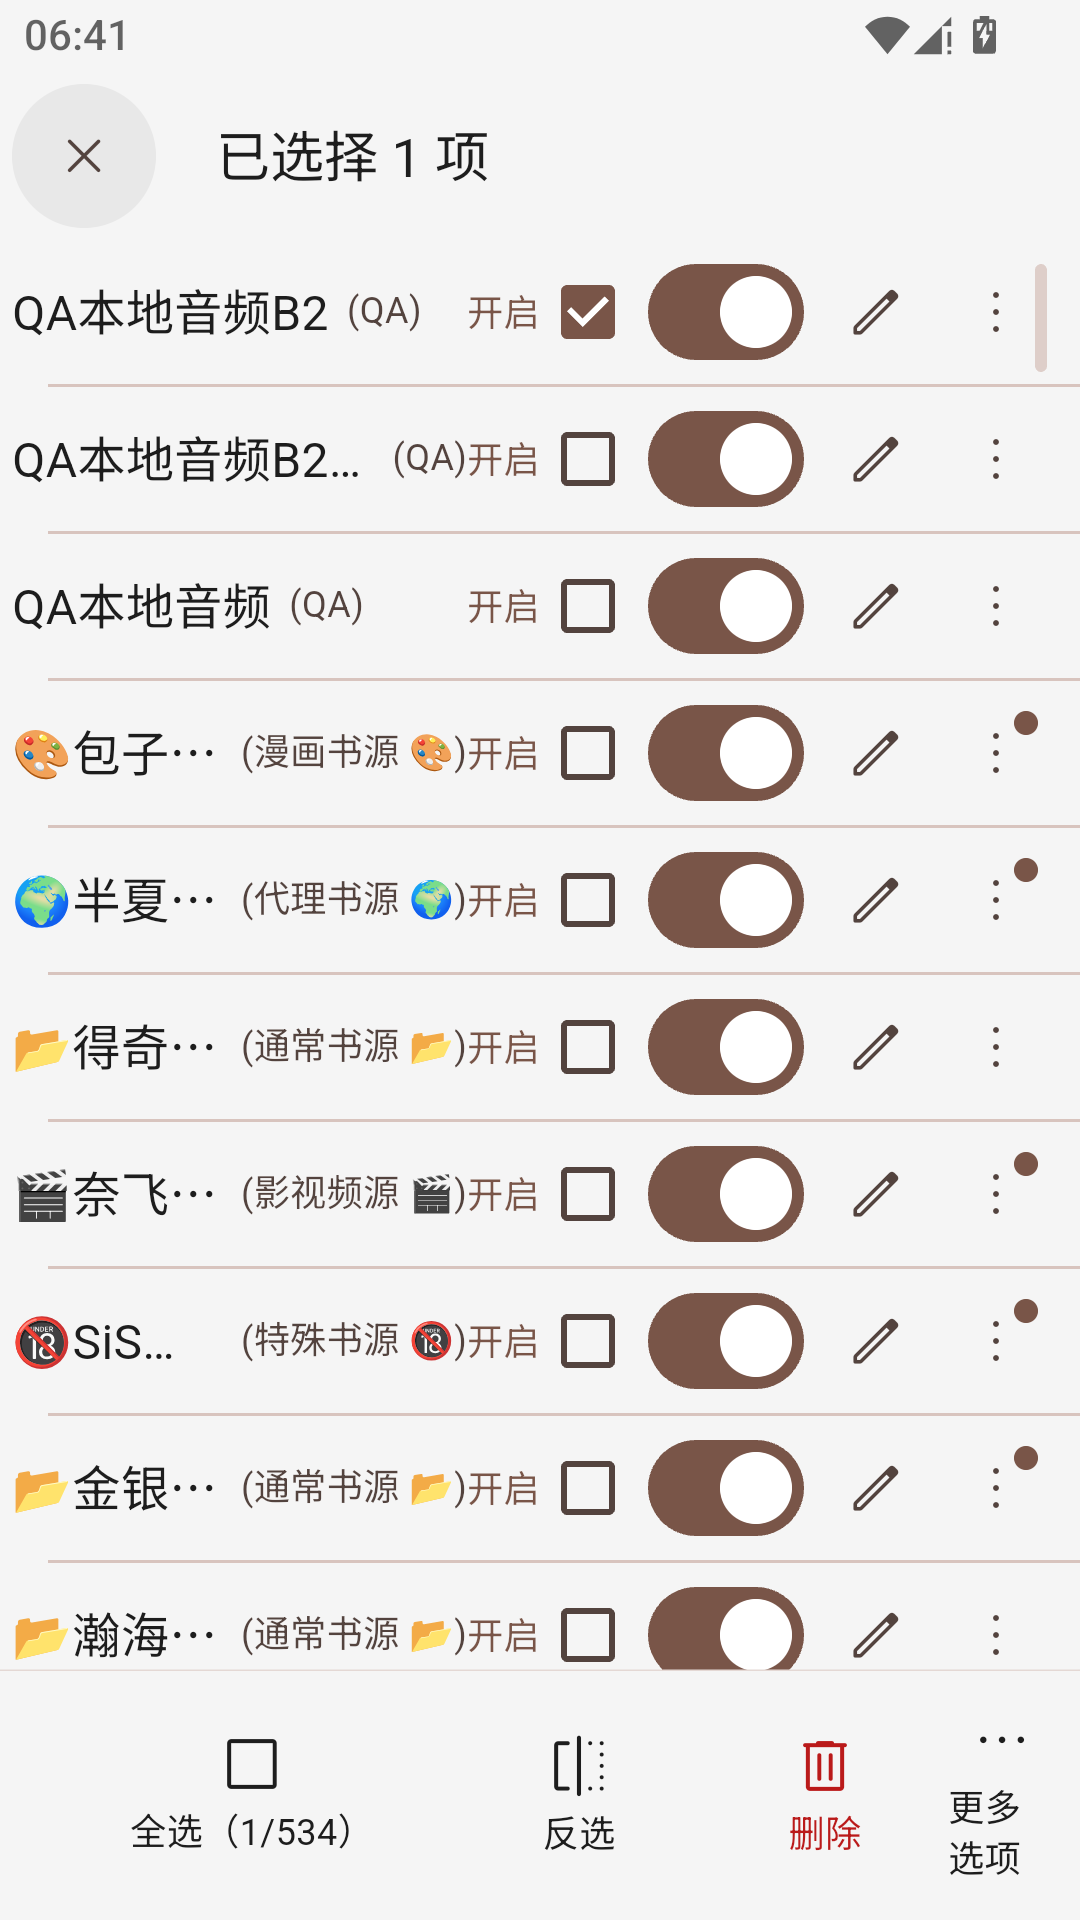 06:41
已选择 1 项
QA本地音频B2 (QA) 开启
QA本地音频B2... (QA)开启
QA本地音频 (QA) 开启
🎨包子… (漫画书源 🎨)开启
🌍半夏… (代理书源 🌍)开启
📂得奇… (通常书源 📂)开启
🎬奈飞… (影视频源 🎬)开启
🔞SiS... (特殊书源 🔞)开启
📂金银… (通常书源 📂)开启
📂瀚海… (通常书源 📂)开启
全选（1/534）
反选
删除
更多
选项